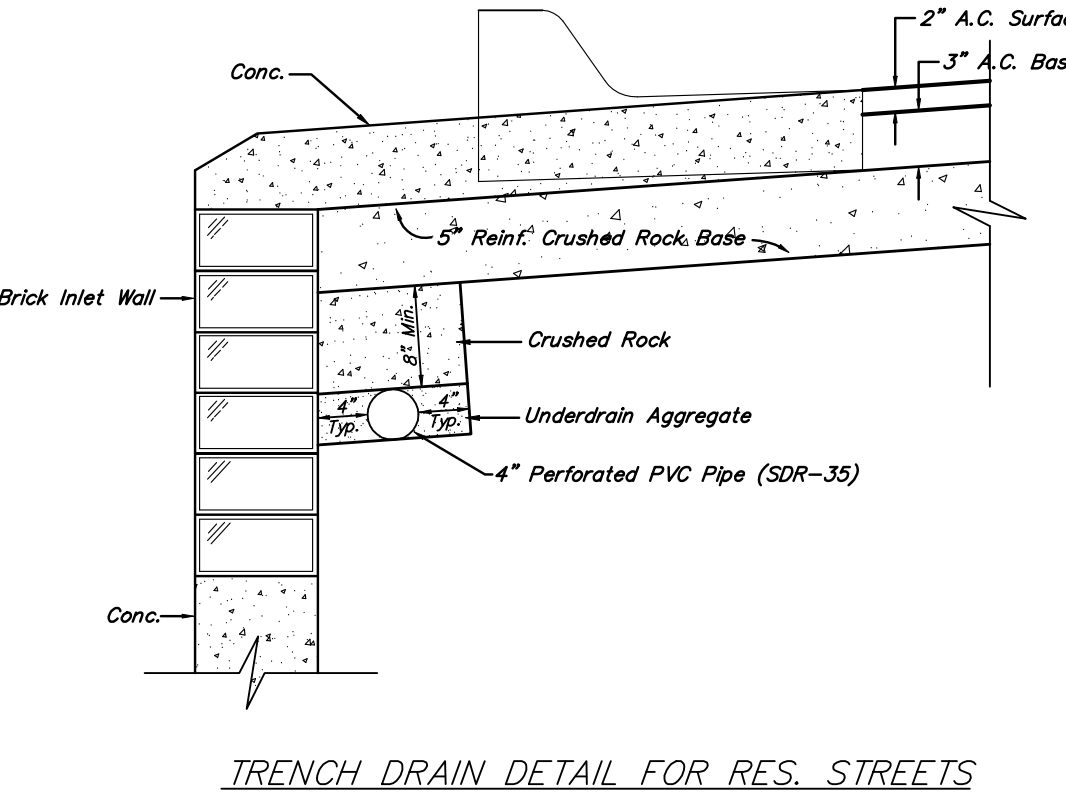 2" A.C. Surfac
Conc.
3" A.C. Bas
5" Reinf. Crushed Rock Base
Brick Inlet Wall
8" Min.
Crushed Rock
4"
Typ.
4"
Typ.
Underdrain Aggregate
4" Perforated PVC Pipe (SDR-35)
Conc.
TRENCH DRAIN DETAIL FOR RES. STREETS